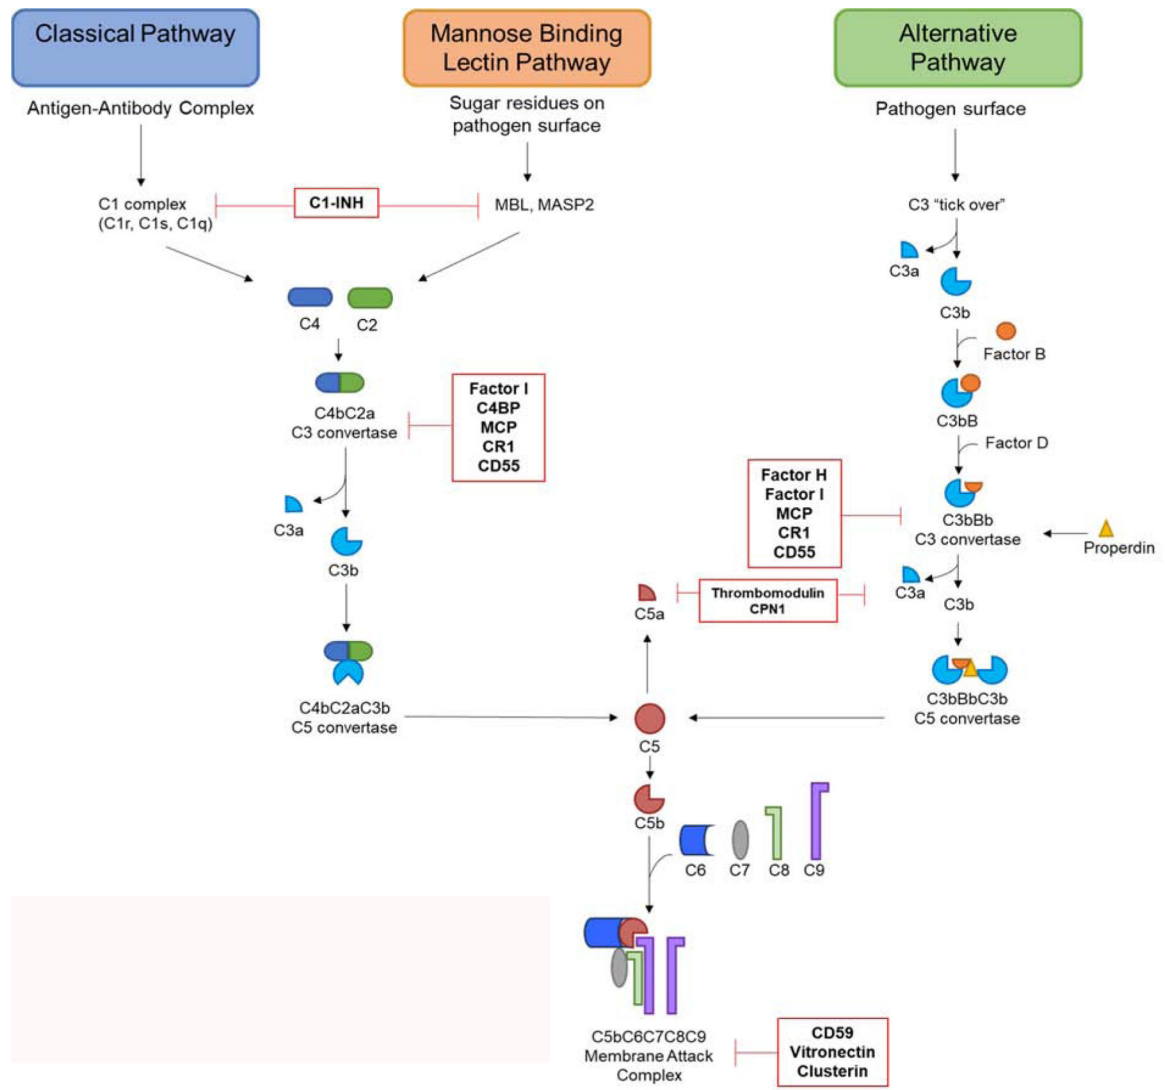 Classical Pathway
Mannose Binding
Lectin Pathway
Alternative
Pathway
Antigen-Antibody Complex
Sugar residues on
pathogen surface
Pathogen surface
C1 complex
(C1r, C1s, C1q)
C1-INH
MBL, MASP2
C3 “tick over”
C3a
C3b
C4
C2
Factor B
C3bB
Factor D
C4bC2a
C3 convertase
Factor I
C4BP
MCP
CR1
CD55
Factor H
Factor I
MCP
CR1
CD55
C3bBb
C3 convertase
Properdin
C3a
C3b
C3a
C3b
Thrombomodulin
CPN1
C5a
C4bC2aC3b
C5 convertase
C3bBbC3b
C5 convertase
C5
C5b
C6
C7
C8
C9
C5bC6C7C8C9
Membrane Attack
Complex
CD59
Vitronectin
Clusterin